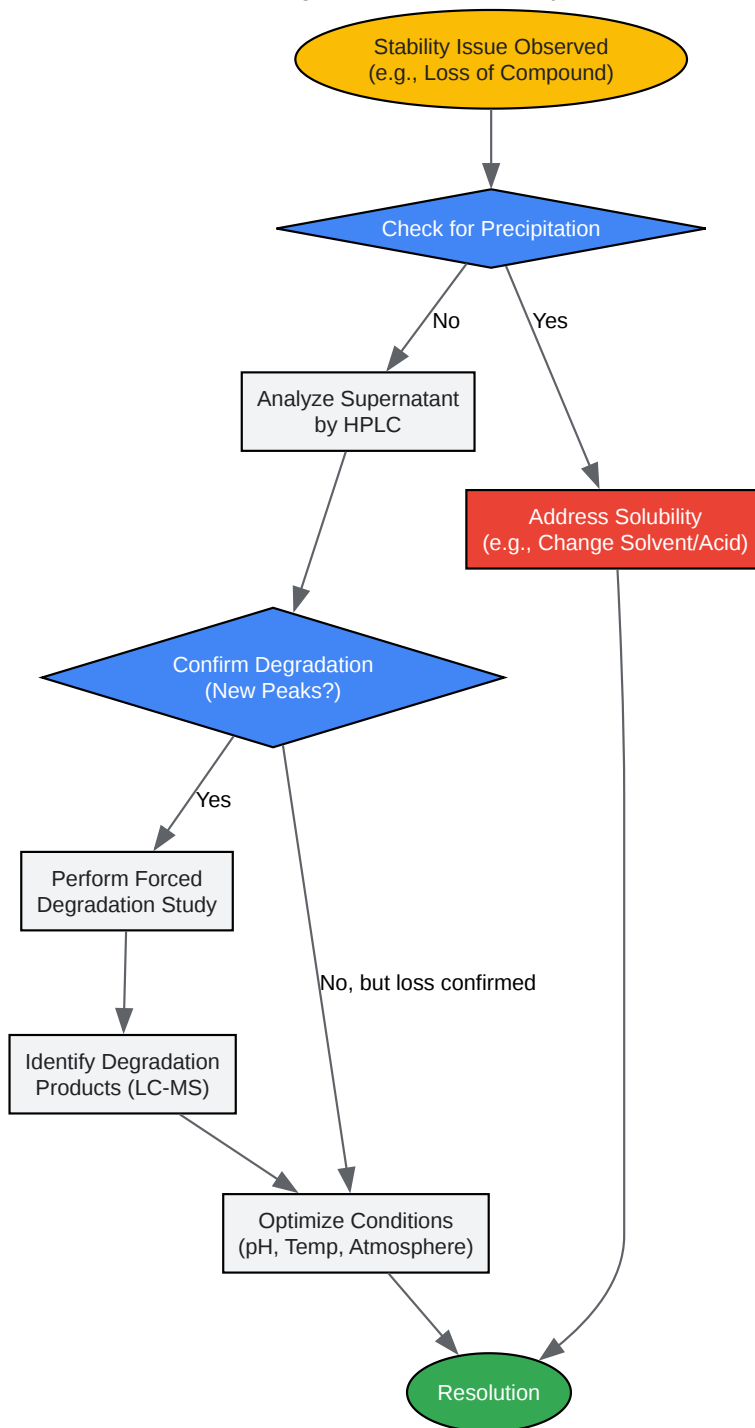 Stability Issue Observed
(e.g., Loss of Compound)
Check for Precipitation
No
Yes
Analyze Supernatant
by HPLC
Address Solubility
(e.g., Change Solvent/Acid)
Confirm Degradation
(New Peaks?)
Yes
Perform Forced
Degradation Study
No, but loss confirmed
Identify Degradation
Products (LC-MS)
Optimize Conditions
(pH, Temp, Atmosphere)
Resolution